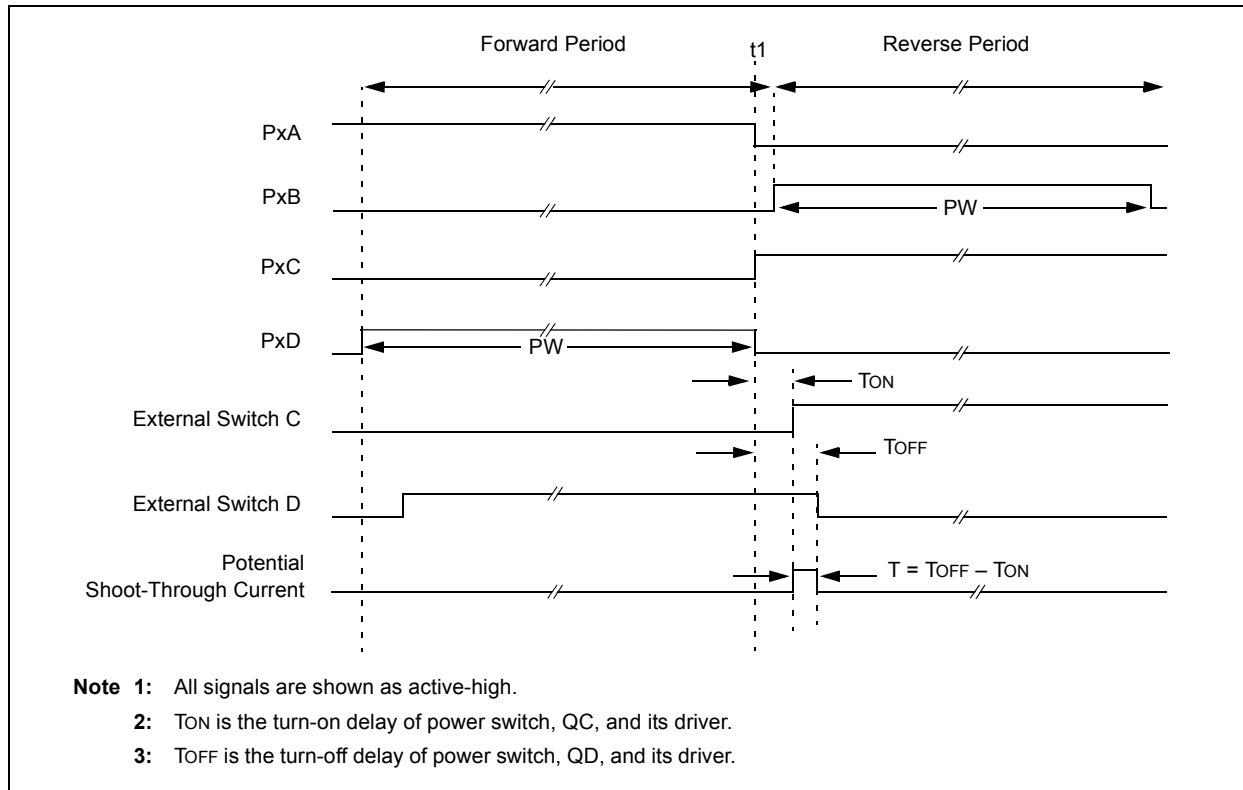 Forward Period
t1
Reverse Period
PxA
PxB
PW
PxC
PxD
PW
TON
External Switch C
TOFF
External Switch D
Potential
Shoot-Through Current
T = TOFF – TON
Note 1: All signals are shown as active-high.
2: TON is the turn-on delay of power switch, QC, and its driver.
3: TOFF is the turn-off delay of power switch, QD, and its driver.